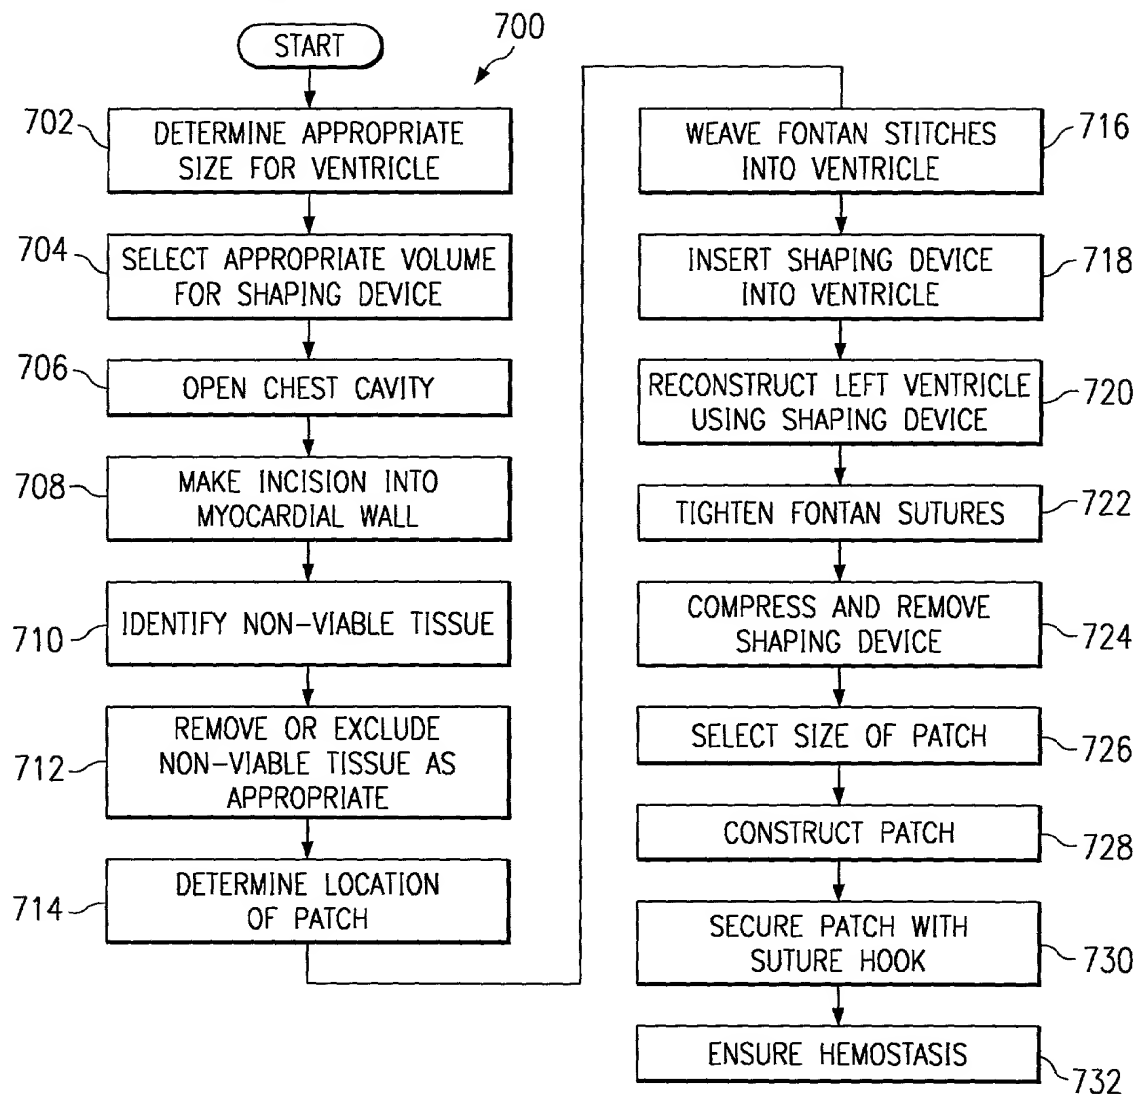 START
700
702
DETERMINE APPROPRIATE
SIZE FOR VENTRICLE
704
SELECT APPROPRIATE VOLUME
FOR SHAPING DEVICE
706
OPEN CHEST CAVITY
708
MAKE INCISION INTO
MYOCARDIAL WALL
710
IDENTIFY NON-VIABLE TISSUE
712
REMOVE OR EXCLUDE
NON-VIABLE TISSUE AS
APPROPRIATE
714
DETERMINE LOCATION
OF PATCH
WEAVE FONTAN STITCHES
INTO VENTRICLE
716
INSERT SHAPING DEVICE
INTO VENTRICLE
718
RECONSTRUCT LEFT VENTRICLE
USING SHAPING DEVICE
720
TIGHTEN FONTAN SUTURES
722
COMPRESS AND REMOVE
SHAPING DEVICE
724
SELECT SIZE OF PATCH
726
CONSTRUCT PATCH
728
SECURE PATCH WITH
SUTURE HOOK
730
ENSURE HEMOSTASIS
732